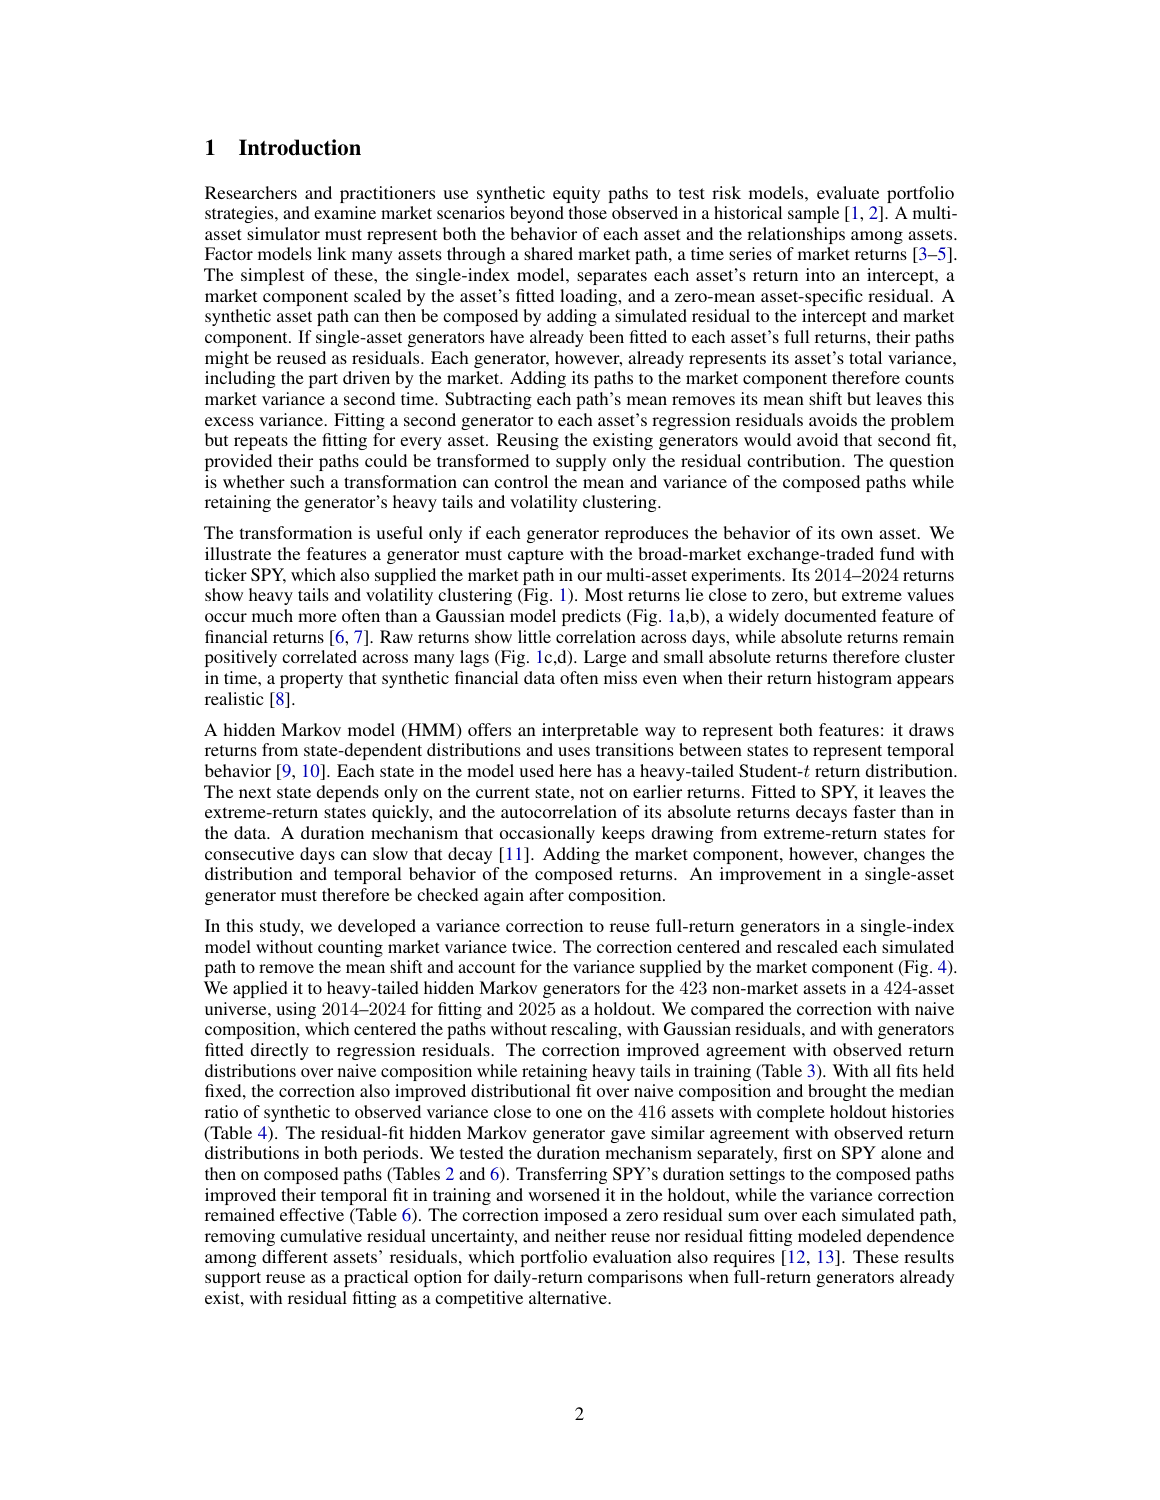 1 Introduction
Researchers and practitioners use synthetic equity paths to test risk models, evaluate portfolio
strategies, and examine market scenarios beyond those observed in a historical sample [1, 2]. A multi-
asset simulator must represent both the behavior of each asset and the relationships among assets.
Factor models link many assets through a shared market path, a time series of market returns [3–5].
The simplest of these, the single-index model, separates each asset's return into an intercept, a
market component scaled by the asset's fitted loading, and a zero-mean asset-specific residual. A
synthetic asset path can then be composed by adding a simulated residual to the intercept and market
component. If single-asset generators have already been fitted to each asset's full returns, their paths
might be reused as residuals. Each generator, however, already represents its asset's total variance,
including the part driven by the market. Adding its paths to the market component therefore counts
market variance a second time. Subtracting each path's mean removes its mean shift but leaves this
excess variance. Fitting a second generator to each asset's regression residuals avoids the problem
but repeats the fitting for every asset. Reusing the existing generators would avoid that second fit,
provided their paths could be transformed to supply only the residual contribution. The question
is whether such a transformation can control the mean and variance of the composed paths while
retaining the generator's heavy tails and volatility clustering.
The transformation is useful only if each generator reproduces the behavior of its own asset. We
illustrate the features a generator must capture with the broad-market exchange-traded fund with
ticker SPY, which also supplied the market path in our multi-asset experiments. Its 2014–2024 returns
show heavy tails and volatility clustering (Fig. 1). Most returns lie close to zero, but extreme values
occur much more often than a Gaussian model predicts (Fig. 1a,b), a widely documented feature of
financial returns [6, 7]. Raw returns show little correlation across days, while absolute returns remain
positively correlated across many lags (Fig. 1c,d). Large and small absolute returns therefore cluster
in time, a property that synthetic financial data often miss even when their return histogram appears
realistic [8].
A hidden Markov model (HMM) offers an interpretable way to represent both features: it draws
returns from state-dependent distributions and uses transitions between states to represent temporal
behavior [9, 10]. Each state in the model used here has a heavy-tailed Student-t return distribution.
The next state depends only on the current state, not on earlier returns. Fitted to SPY, it leaves the
extreme-return states quickly, and the autocorrelation of its absolute returns decays faster than in
the data. A duration mechanism that occasionally keeps drawing from extreme-return states for
consecutive days can slow that decay [11]. Adding the market component, however, changes the
distribution and temporal behavior of the composed returns. An improvement in a single-asset
generator must therefore be checked again after composition.
In this study, we developed a variance correction to reuse full-return generators in a single-index
model without counting market variance twice. The correction centered and rescaled each simulated
path to remove the mean shift and account for the variance supplied by the market component (Fig. 4).
We applied it to heavy-tailed hidden Markov generators for the 423 non-market assets in a 424-asset
universe, using 2014–2024 for fitting and 2025 as a holdout. We compared the correction with naive
composition, which centered the paths without rescaling, with Gaussian residuals, and with generators
fitted directly to regression residuals. The correction improved agreement with observed return
distributions over naive composition while retaining heavy tails in training (Table 3). With all fits held
fixed, the correction also improved distributional fit over naive composition and brought the median
ratio of synthetic to observed variance close to one on the 416 assets with complete holdout histories
(Table 4). The residual-fit hidden Markov generator gave similar agreement with observed return
distributions in both periods. We tested the duration mechanism separately, first on SPY alone and
then on composed paths (Tables 2 and 6). Transferring SPY's duration settings to the composed paths
improved their temporal fit in training and worsened it in the holdout, while the variance correction
remained effective (Table 6). The correction imposed a zero residual sum over each simulated path,
removing cumulative residual uncertainty, and neither reuse nor residual fitting modeled dependence
among different assets' residuals, which portfolio evaluation also requires [12, 13]. These results
support reuse as a practical option for daily-return comparisons when full-return generators already
exist, with residual fitting as a competitive alternative.
2